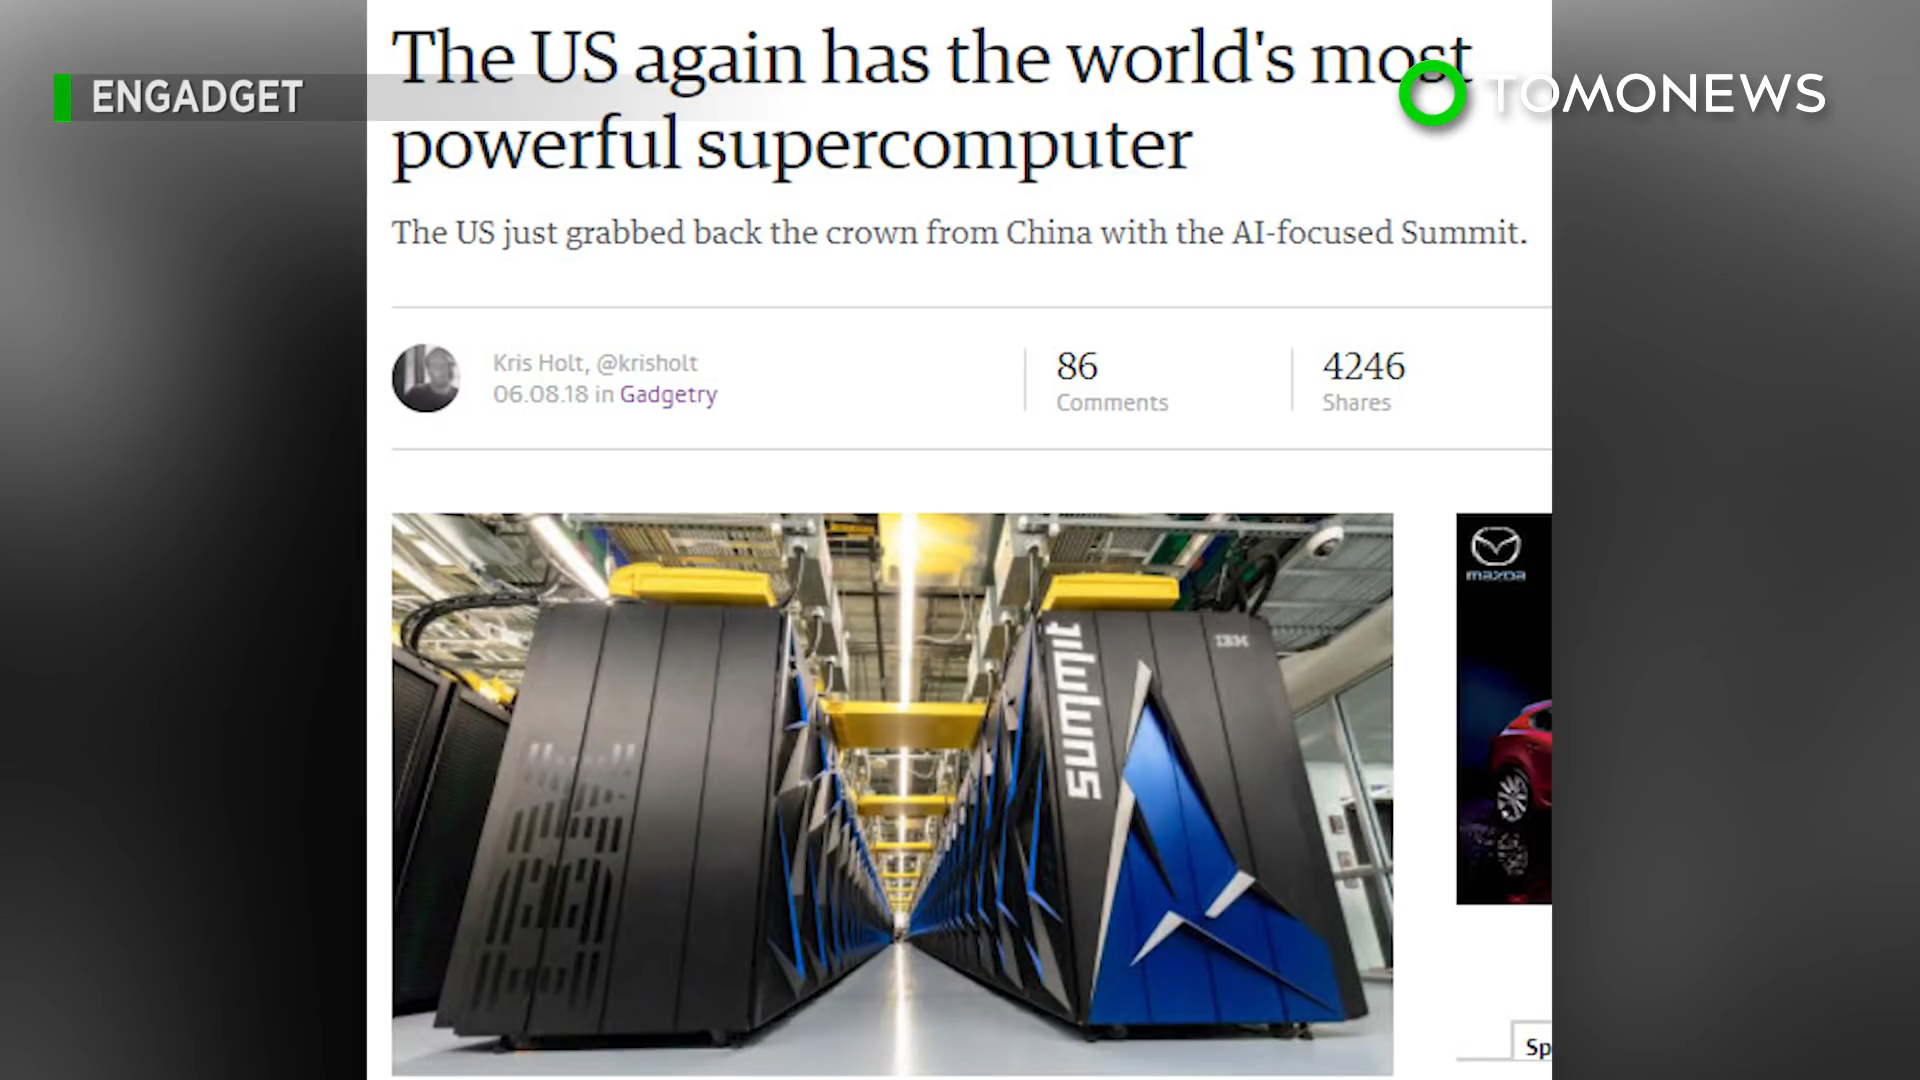 ENGADGET
TOMONEWS
The US again has the world's most
powerful supercomputer
The US just grabbed back the crown from China with the AI-focused Summit.
Kris Holt, @krisholt
06.08.18 in Gadgetry
86
Comments
4246
Shares
IBM
summit
IBM
mazda
Sp